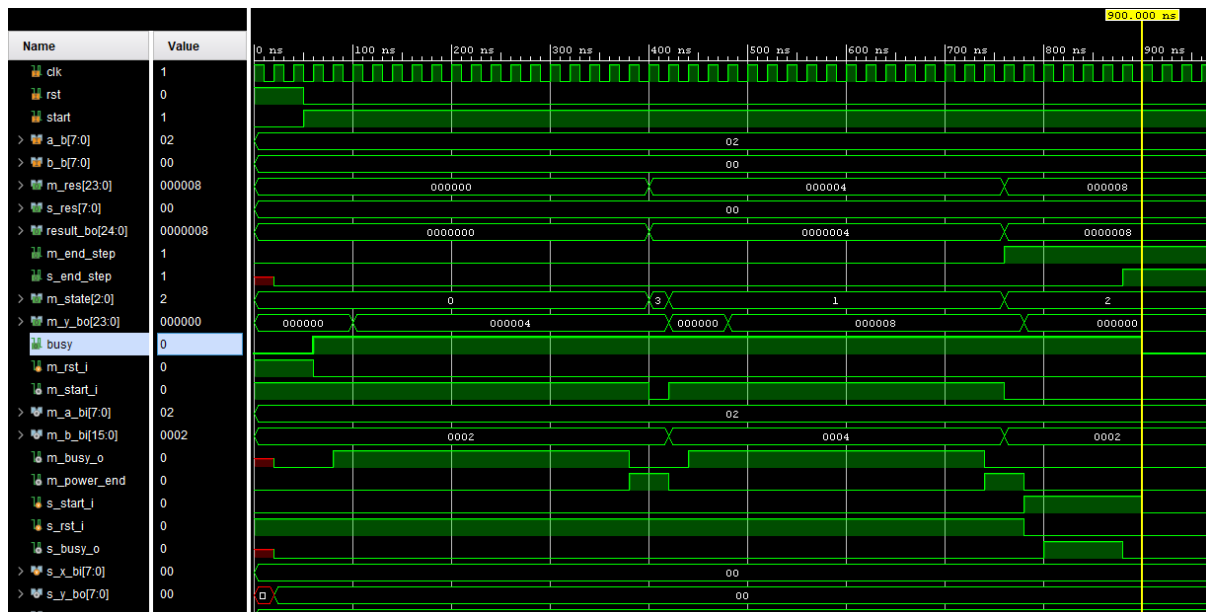 900.000 ns
Name Value 0 ns 100 ns 200 ns 300 ns 400 ns 500 ns 600 ns 700 ns 800 ns 900 ns
clk 1
rst 0
start 1
> a_b[7:0] 02 02
> b_b[7:0] 00 00
> m_res[23:0] 000008 000000 000004 000008
> s_res[7:0] 00 00
> result_bo[24:0] 0000008 0000000 0000004 0000008
m_end_step 1
s_end_step 1
> m_state[2:0] 2 0 3 1 2
> m_y_bo[23:0] 000000 000000 000004 000000 000008 000000
busy 0
m_rst_i 0
m_start_i 0
> m_a_bi[7:0] 02 02
> m_b_bi[15:0] 0002 0002 0004 0002
m_busy_o 0
m_power_end 0
s_start_i 0
s_rst_i 0
s_busy_o 0
> s_x_bi[7:0] 00 00
> s_y_bo[7:0] 00 00